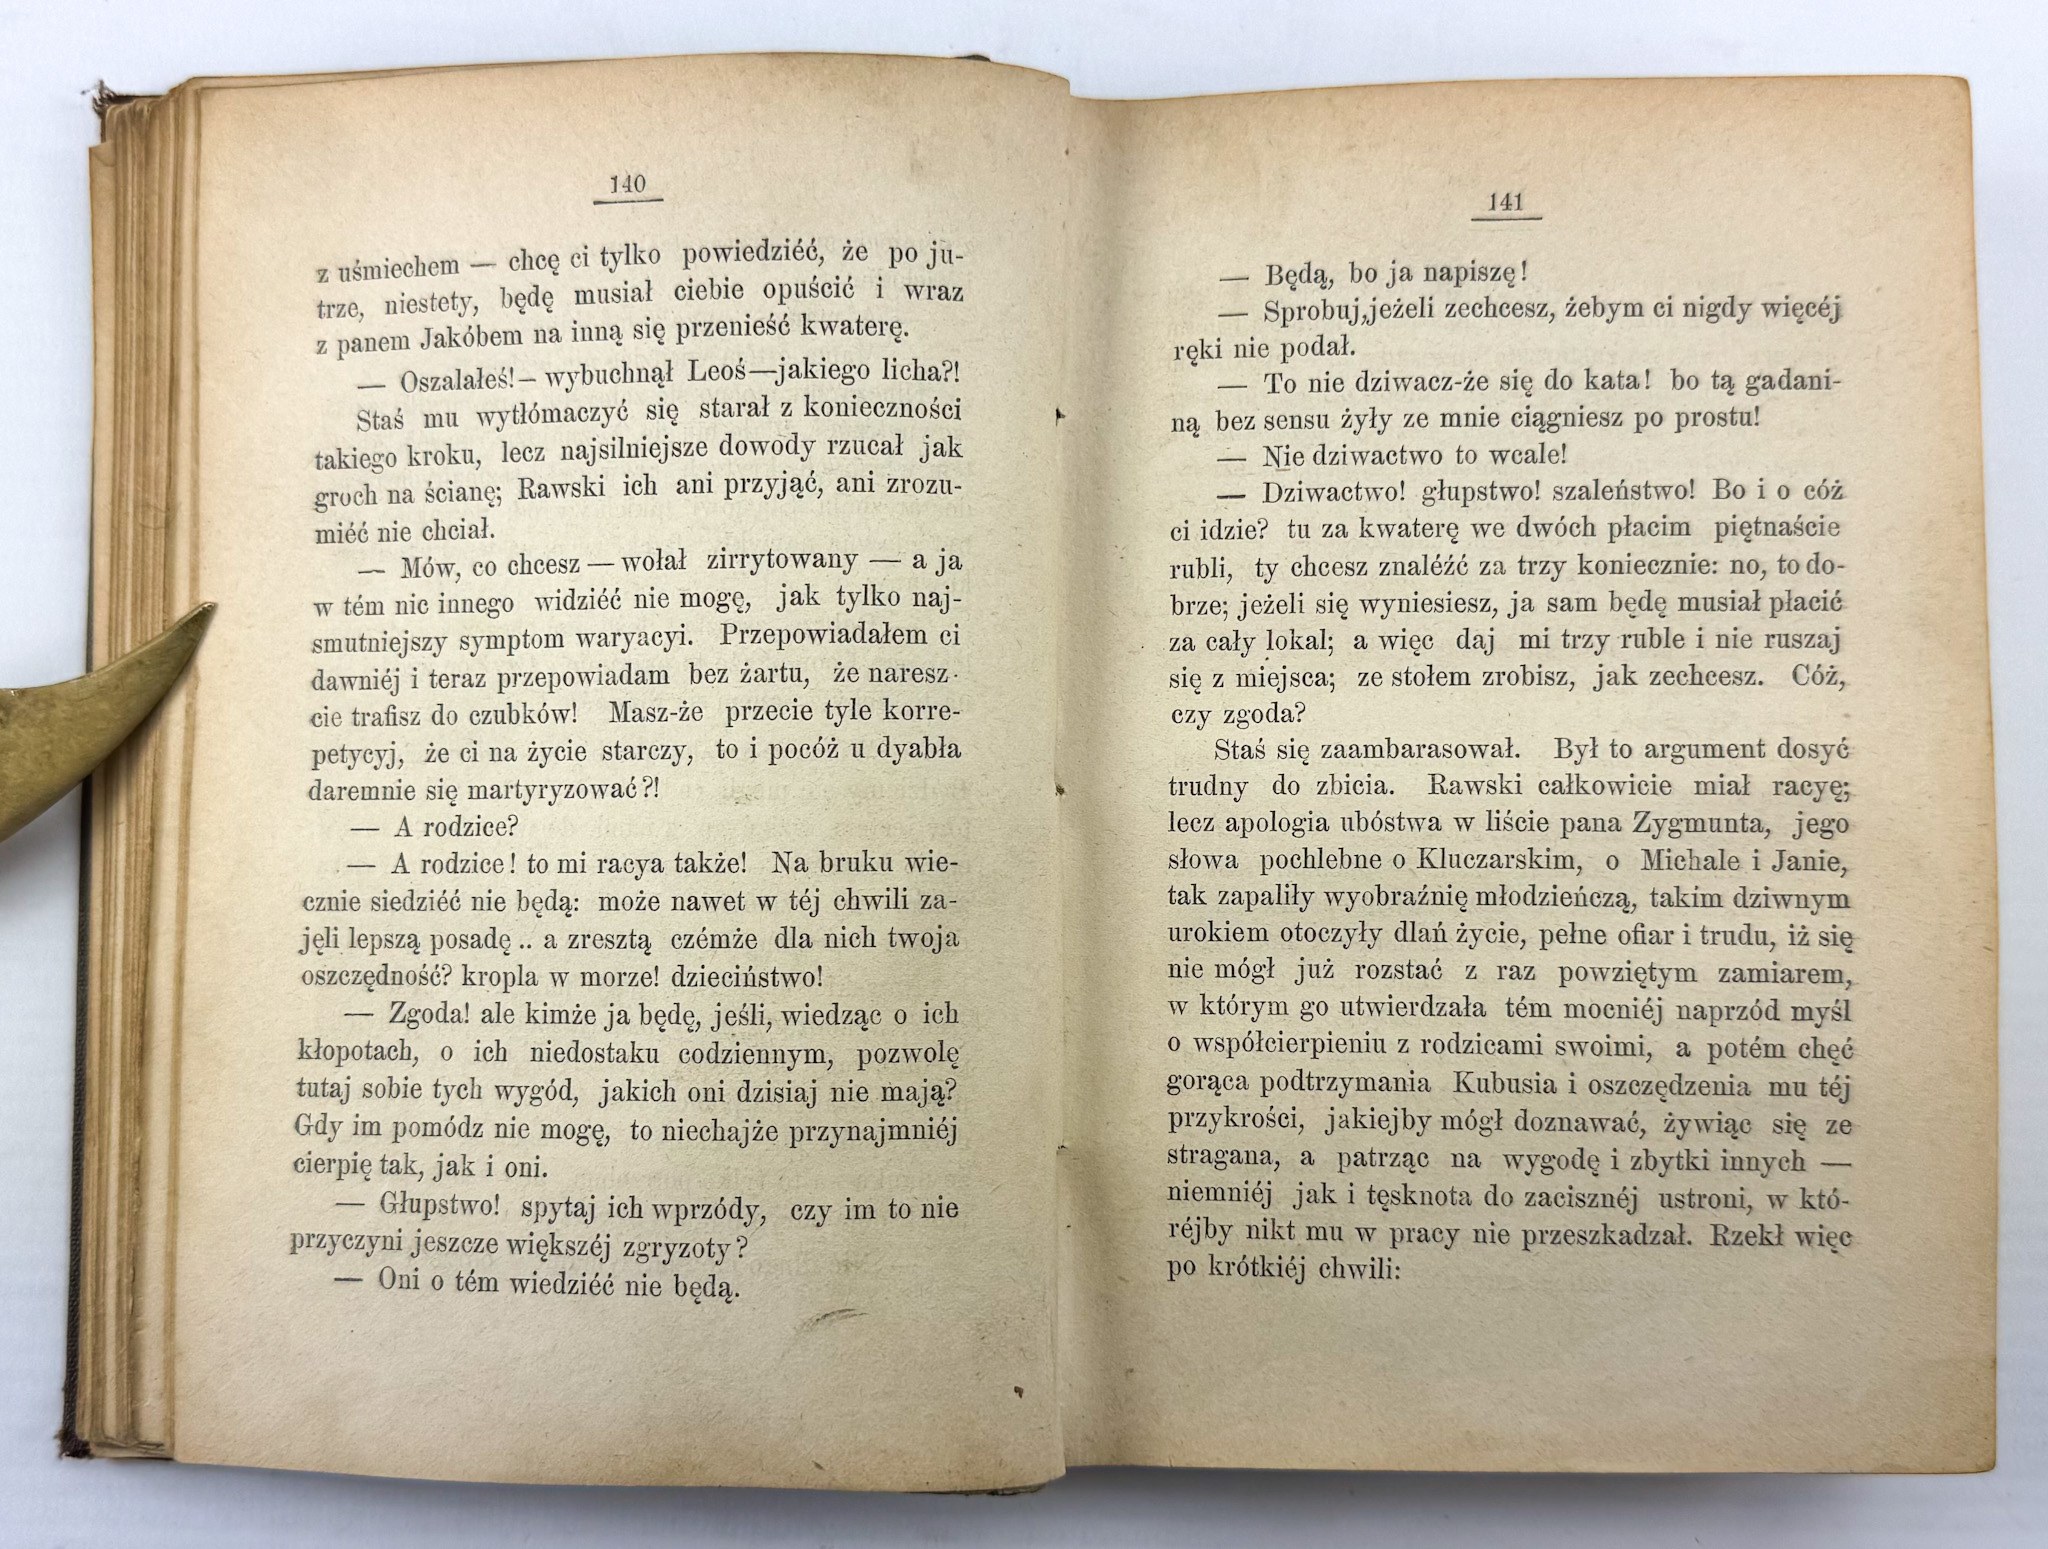 140
z uśmiechem — chcę ci tylko powiedziéć, że po ju-
trze, niestety, będę musiał ciebie opuścić i wraz
z panem Jakóbem na inną się przenieść kwaterę.
— Oszalałeś! — wybuchnął Leoś — jakiego licha?!
Staś mu wytłómaczyć się starał z konieczności
takiego kroku, lecz najsilniejsze dowody rzucał jak
groch na ścianę; Rawski ich ani przyjąć, ani zrozu-
miéć nie chciał.
— Mów, co chcesz — wołał zirrytowany — a ja
w tém nic innego widziéć nie mogę, jak tylko naj-
smutniejszy symptom waryacyi. Przepowiadałem ci
dawniéj i teraz przepowiadam bez żartu, że naresz-
cie trafisz do czubków! Masz-że przecie tyle korre-
petycyj, że ci na życie starczy, to i pocóż u dyabła
daremnie się martyryzować?!
— A rodzice?
— A rodzice! to mi racya także! Na bruku wie-
cznie siedziéć nie będą: może nawet w téj chwili za-
jęli lepszą posadę .. a zresztą czémże dla nich twoja
oszczędność? kropla w morze! dzieciństwo!
— Zgoda! ale kimże ja będę, jeśli, wiedząc o ich
kłopotach, o ich niedostaku codziennym, pozwolę
tutaj sobie tych wygód, jakich oni dzisiaj nie mają?
Gdy im pomódz nie mogę, to niechajże przynajmniéj
cierpię tak, jak i oni.
— Głupstwo! spytaj ich wprzódy, czy im to nie
przyczyni jeszcze większéj zgryzoty?
— Oni o tém wiedziéć nie będą.
141
— Będą, bo ja napiszę!
— Sprobuj, jeżeli zechcesz, żebym ci nigdy więcéj
ręki nie podał.
— To nie dziwacz-że się do kata! bo tą gadani-
ną bez sensu żyły ze mnie ciągniesz po prostu!
— Nie dziwactwo to wcale!
— Dziwactwo! głupstwo! szaleństwo! Bo i o cóż
ci idzie? tu za kwaterę we dwóch płacim piętnaście
rubli, ty chcesz znaléźć za trzy koniecznie: no, to do-
brze; jeżeli się wyniesiesz, ja sam będę musiał płacić
za cały lokal; a więc daj mi trzy ruble i nie ruszaj
się z miejsca; ze stołem zrobisz, jak zechcesz. Cóż,
czy zgoda?
Staś się zaambarasował. Był to argument dosyć
trudny do zbicia. Rawski całkowicie miał racyę;
lecz apologia ubóstwa w liście pana Zygmunta, jego
słowa pochlebne o Kluczarskim, o Michale i Janie,
tak zapaliły wyobraźnię młodzieńczą, takim dziwnym
urokiem otoczyły dlań życie, pełne ofiar i trudu, iż się
nie mógł już rozstać z raz powziętym zamiarem,
w którym go utwierdzała tém mocniéj naprzód myśl
o współcierpieniu z rodzicami swoimi, a potém chęć
gorąca podtrzymania Kubusia i oszczędzenia mu téj
przykrości, jakiejby mógł doznawać, żywiąc się ze
stragana, a patrząc na wygodę i zbytki innych —
niemniéj jak i tęsknota do zacisznéj ustroni, w któ-
réjby nikt mu w pracy nie przeszkadzał. Rzekł więc
po krótkiéj chwili: